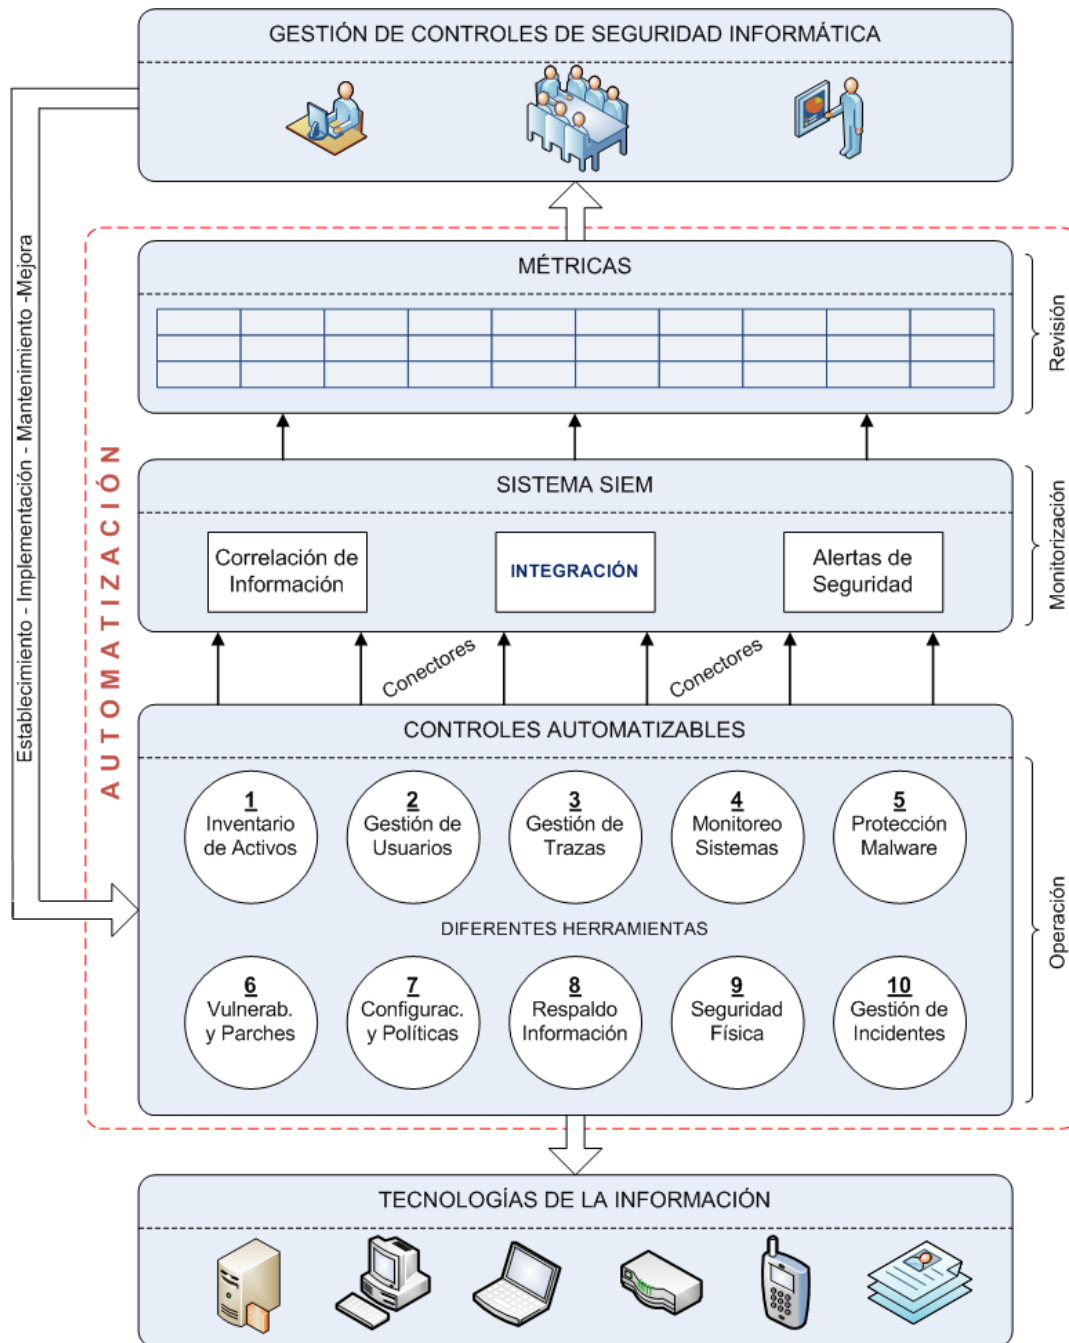 GESTIÓN DE CONTROLES DE SEGURIDAD INFORMÁTICA
Establecimiento - Implementación - Mantenimiento -Mejora
AUTOMATIZACIÓN
MÉTRICAS
Revisión
SISTEMA SIEM
Correlación de
Información
INTEGRACIÓN
Alertas de
Seguridad
Monitorización
Conectores
Conectores
CONTROLES AUTOMATIZABLES
1
Inventario
de Activos
2
Gestión de
Usuarios
3
Gestión de
Trazas
4
Monitoreo
Sistemas
5
Protección
Malware
DIFERENTES HERRAMIENTAS
6
Vulnerab.
y Parches
7
Configurac.
y Políticas
8
Respaldo
Información
9
Seguridad
Física
10
Gestión de
Incidentes
Operación
TECNOLOGÍAS DE LA INFORMACIÓN